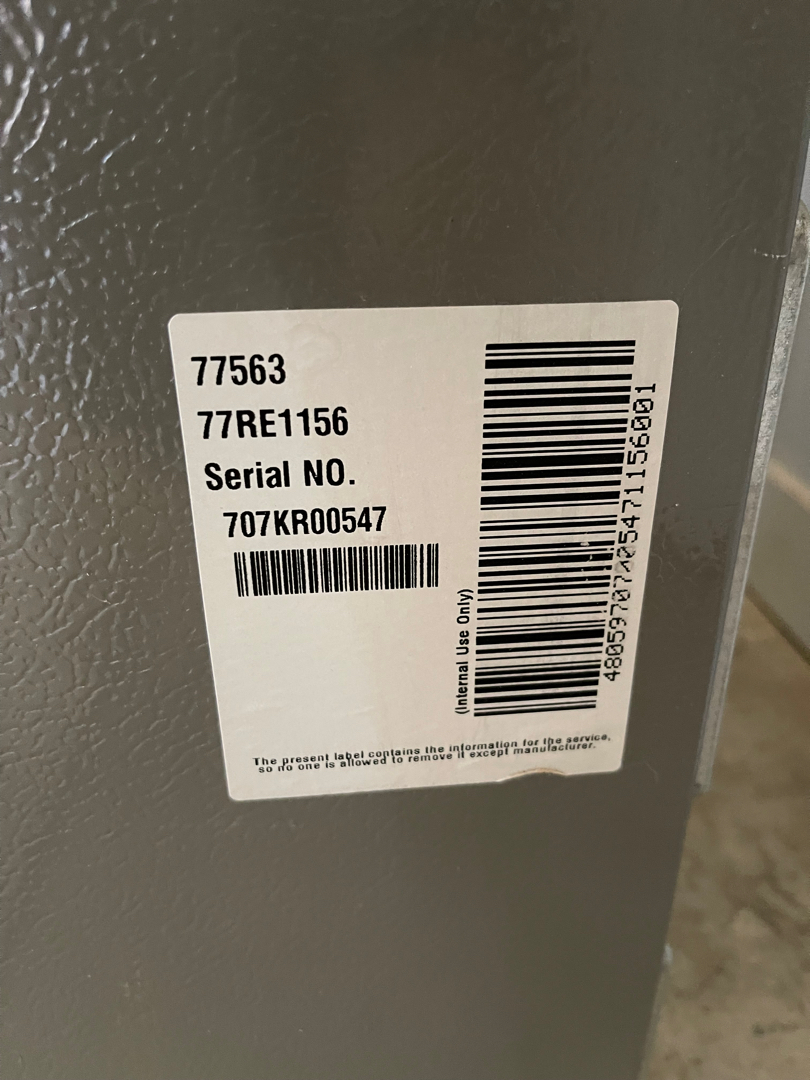 77563
77RE1156
Serial NO.
707KR00547
(Internal Use Only)
The present label contains the information for the service,
so no one is allowed to remove it except manufacturer.